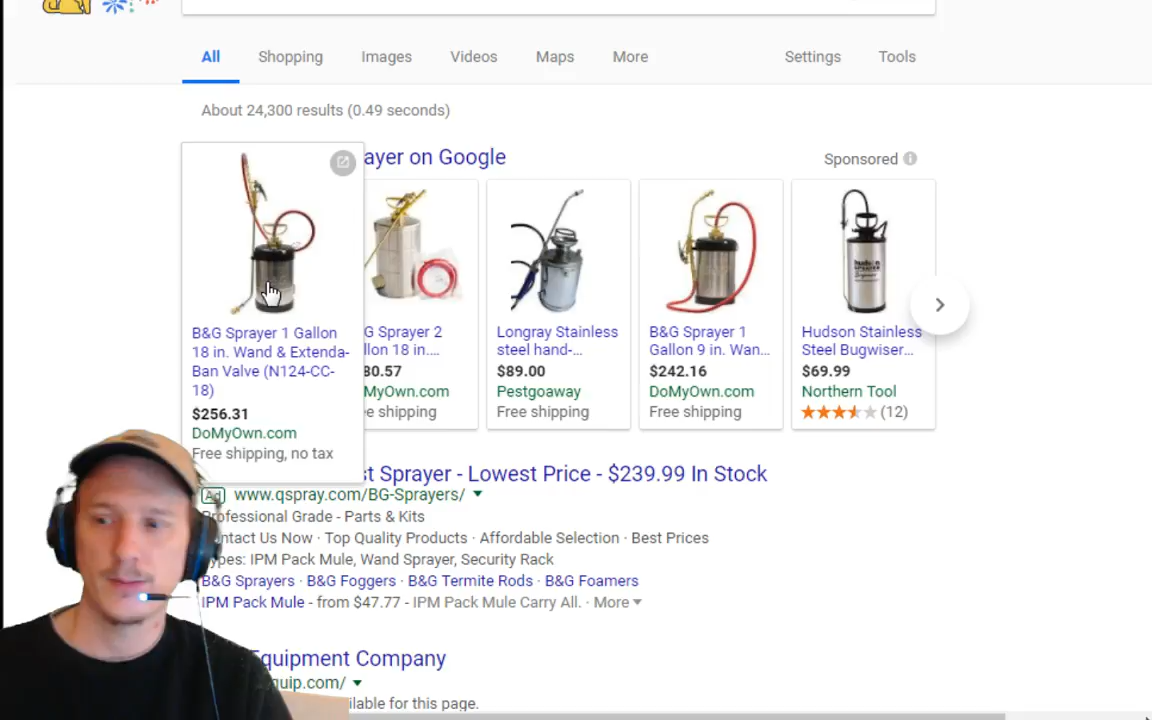 All
Shopping
Images
Videos
Maps
More
Settings
Tools
About 24,300 results (0.49 seconds)
ayer on Google
Sponsored
B&G Sprayer 1 Gallon
18 in. Wand & Extenda-
Ban Valve (N124-CC-
18)
$256.31
DoMyOwn.com
Free shipping, no tax
G Sprayer 2
llon 18 in....
80.57
MyOwn.com
ee shipping
Longray Stainless
steel hand-...
$89.00
Pestgoaway
Free shipping
B&G Sprayer 1
Gallon 9 in. Wan...
$242.16
DoMyOwn.com
Free shipping
hudson
Hudson Stainless
Steel Bugwiser...
$69.99
Northern Tool
(12)
st Sprayer - Lowest Price - $239.99 In Stock
Ad www.qspray.com/BG-Sprayers/
Professional Grade - Parts & Kits
ontact Us Now · Top Quality Products · Affordable Selection · Best Prices
ypes: IPM Pack Mule, Wand Sprayer, Security Rack
B&G Sprayers · B&G Foggers · B&G Termite Rods · B&G Foamers
IPM Pack Mule - from $47.77 - IPM Pack Mule Carry All. · More
Equipment Company
quip.com/
ilable for this page.